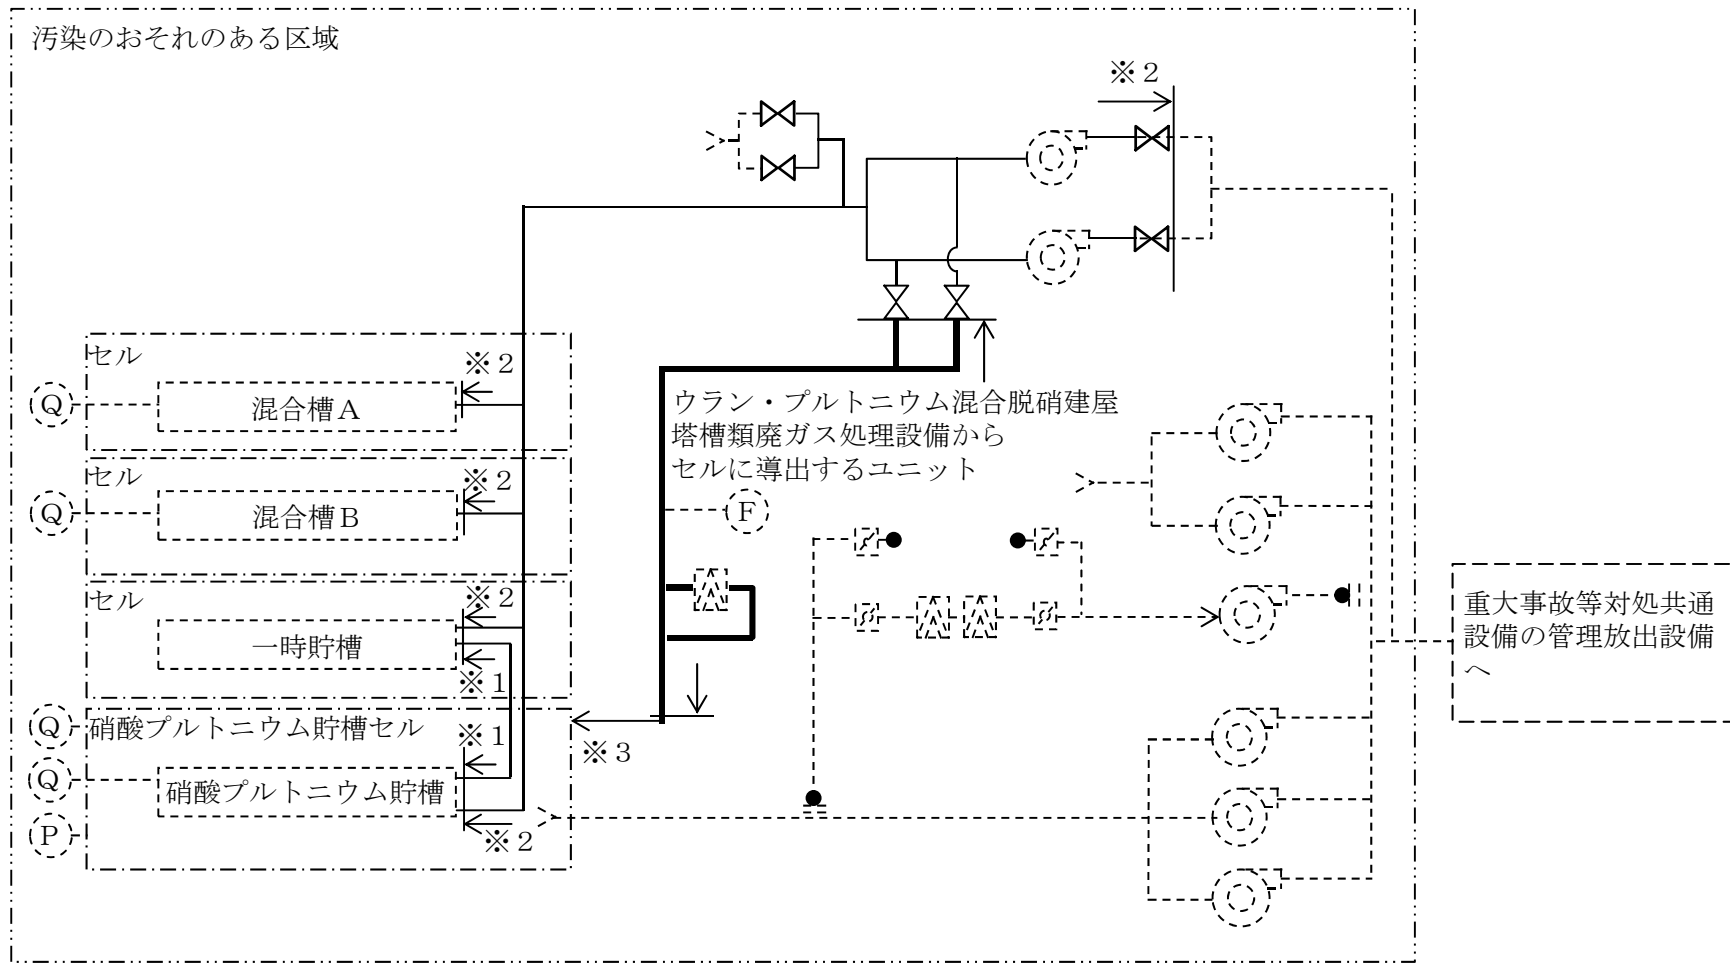 汚染のおそれのある区域
※2
セル
※2
Q
混合槽A
ウラン・プルトニウム混合脱硝建屋
塔槽類廃ガス処理設備から
セルに導出するユニット
セル
※2
Q
混合槽B
F
セル
※2
一時貯槽
※1
重大事故等対処共通
設備の管理放出設備
へ
Q
硝酸プルトニウム貯槽セル
※1
※3
Q
硝酸プルトニウム貯槽
P
※2